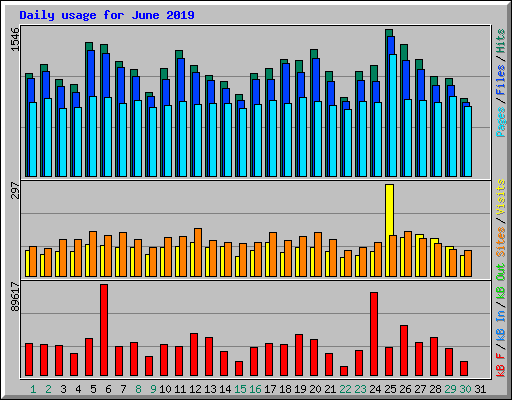 Daily usage for June 2019
1546
Pages / Files / Hits
297
Sites / Visits
89617
kB F / kB In / kB Out
1 2 3 4 5 6 7 8 9 10 11 12 13 14 15 16 17 18 19 20 21 22 23 24 25 26 27 28 29 30 31